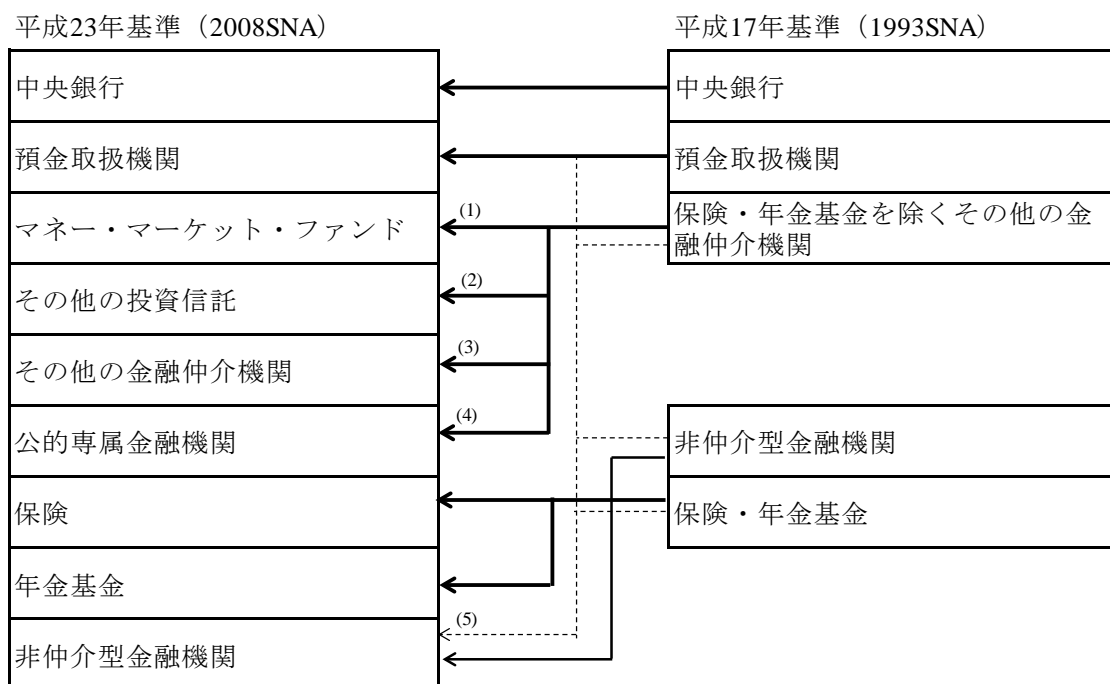 平成23年基準（2008SNA）
平成17年基準（1993SNA）
中央銀行
中央銀行
預金取扱機関
預金取扱機関
マネー・マーケット・ファンド
(1)
保険・年金基金を除くその他の金
融仲介機関
その他の投資信託
(2)
その他の金融仲介機関
(3)
公的専属金融機関
(4)
非仲介型金融機関
保険
保険・年金基金
年金基金
(5)
非仲介型金融機関